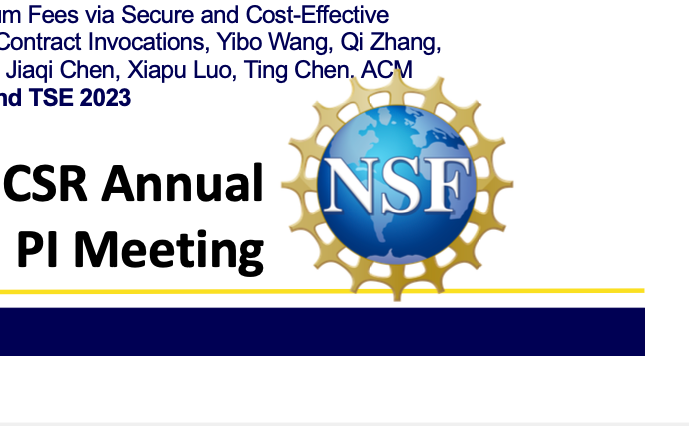 um Fees via Secure and Cost-Effective
Contract Invocations, Yibo Wang, Qi Zhang,
Jiaqi Chen, Xiapu Luo, Ting Chen. ACM
nd TSE 2023
CSR Annual
PI Meeting
NSF